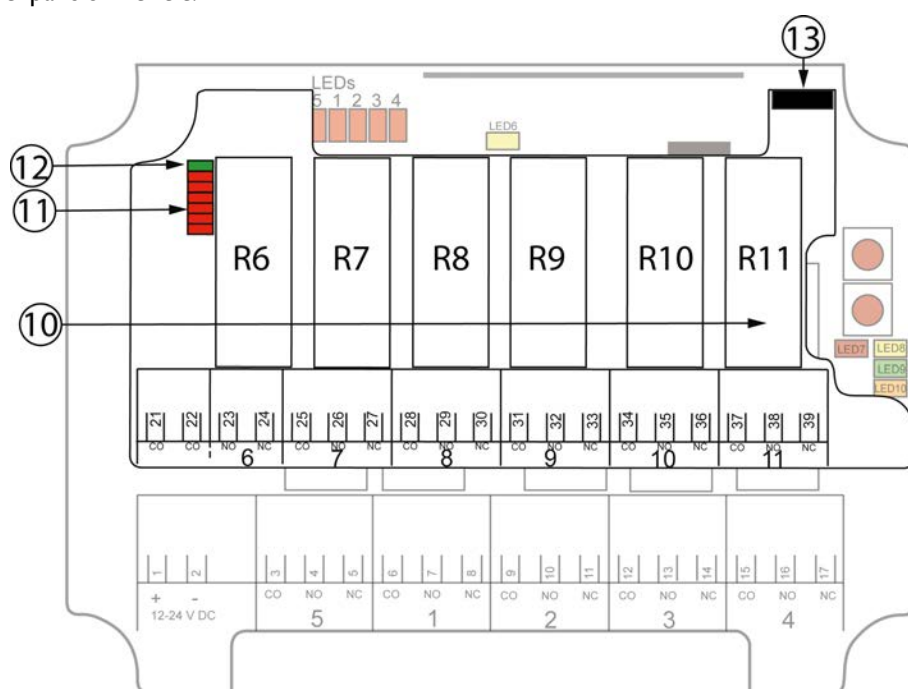 13
LEDs
5 1 2 3 4
LED6
12
11
R6 R7 R8 R9 R10 R11
10
LED7 LED8
LED9
LED10
21 22 23 24 25 26 27 28 29 30 31 32 33 34 35 36 37 38 39
CO CO NO NC CO NO NC CO NO NC CO NO NC CO NO NC CO NO NC
6 7 8 9 10 11
1 2 3 4 5 6 7 8 9 10 11 12 13 14 15 16 17
+ - CO NO NC CO NO NC CO NO NC CO NO NC CO NO NC
12-24 V DC 5 1 2 3 4